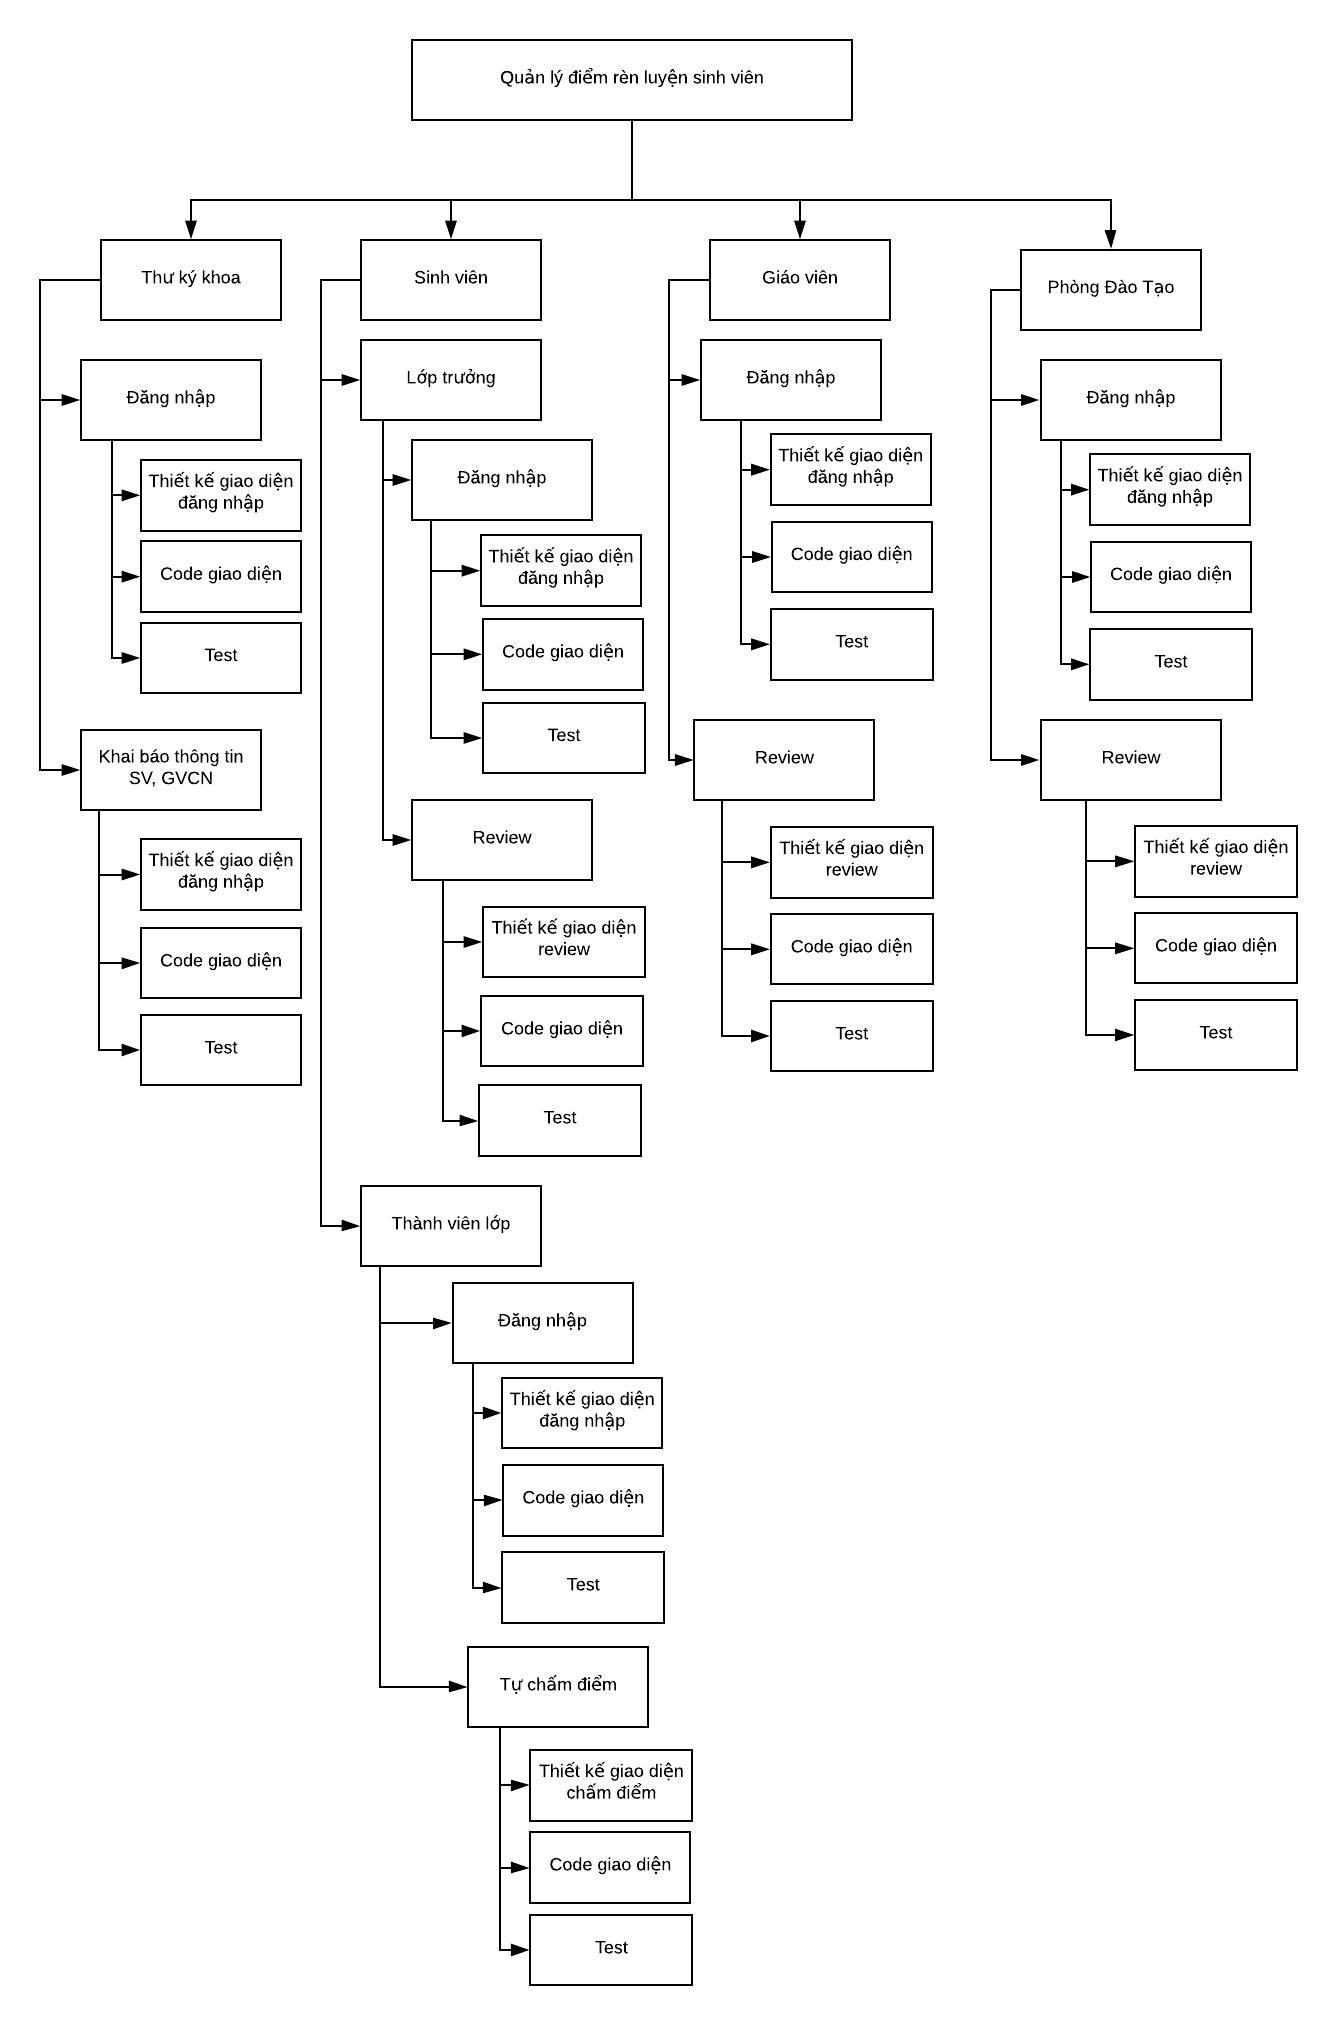 Quản lý điểm rèn luyện sinh viên
Thư ký khoa
Đăng nhập
Thiết kế giao diện
đăng nhập
Code giao diện
Test
Khai báo thông tin
SV, GVCN
Thiết kế giao diện
đăng nhập
Code giao diện
Test
Sinh viên
Lớp trưởng
Đăng nhập
Thiết kế giao diện
đăng nhập
Code giao diện
Test
Review
Thiết kế giao diện
review
Code giao diện
Test
Thành viên lớp
Đăng nhập
Thiết kế giao diện
đăng nhập
Code giao diện
Test
Tự chấm điểm
Thiết kế giao diện
chấm điểm
Code giao diện
Test
Giáo viên
Đăng nhập
Thiết kế giao diện
đăng nhập
Code giao diện
Test
Review
Thiết kế giao diện
review
Code giao diện
Test
Phòng Đào Tạo
Đăng nhập
Thiết kế giao diện
đăng nhập
Code giao diện
Test
Review
Thiết kế giao diện
review
Code giao diện
Test